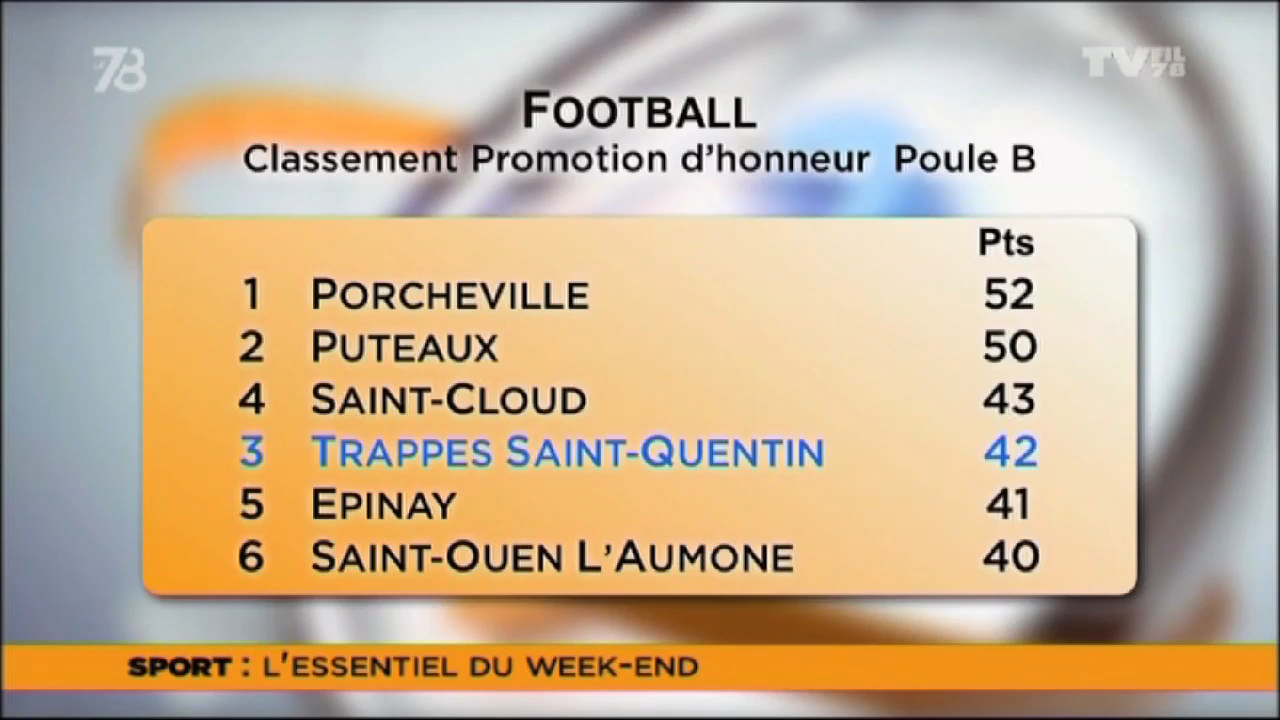 LE 78
TV FIL 78
FOOTBALL
Classement Promotion d'honneur Poule B
Pts
1 PORCHEVILLE 52
2 PUTEAUX 50
4 SAINT-CLOUD 43
3 TRAPPES SAINT-QUENTIN 42
5 EPINAY 41
6 SAINT-OUEN L'AUMONE 40
SPORT : L'ESSENTIEL DU WEEK-END